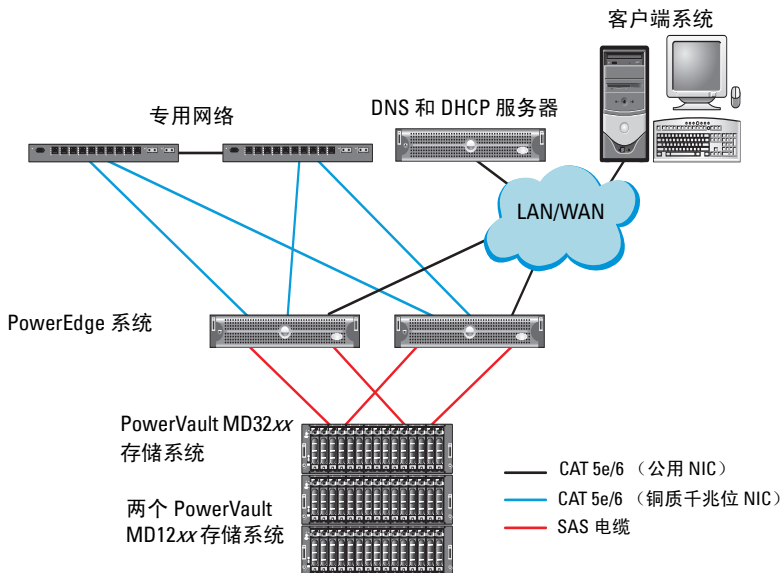 客户端系统
专用网络
DNS 和 DHCP 服务器
LAN/WAN
PowerEdge 系统
PowerVault MD32xx
存储系统
两个 PowerVault
MD12xx 存储系统
CAT 5e/6 （公用 NIC）
CAT 5e/6 （铜质千兆位 NIC）
SAS 电缆